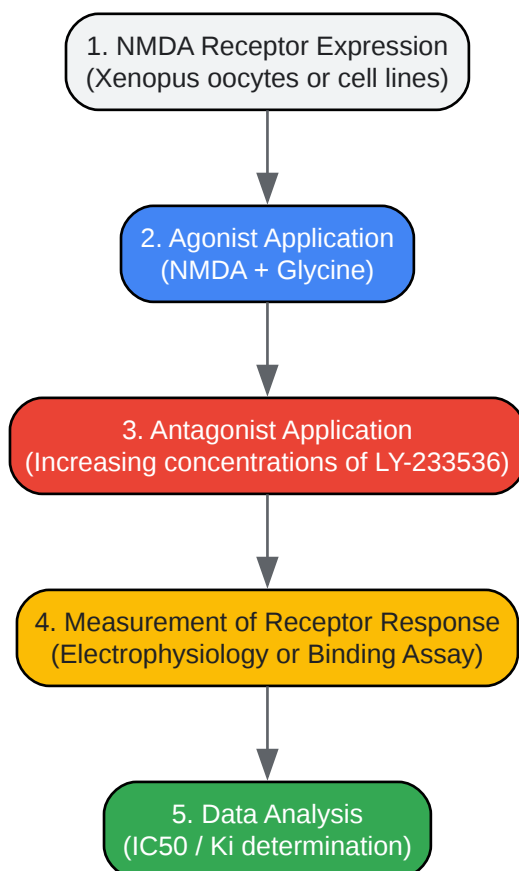 1. NMDA Receptor Expression
(Xenopus oocytes or cell lines)
2. Agonist Application
(NMDA + Glycine)
3. Antagonist Application
(Increasing concentrations of LY-233536)
4. Measurement of Receptor Response
(Electrophysiology or Binding Assay)
5. Data Analysis
(IC50 / Ki determination)